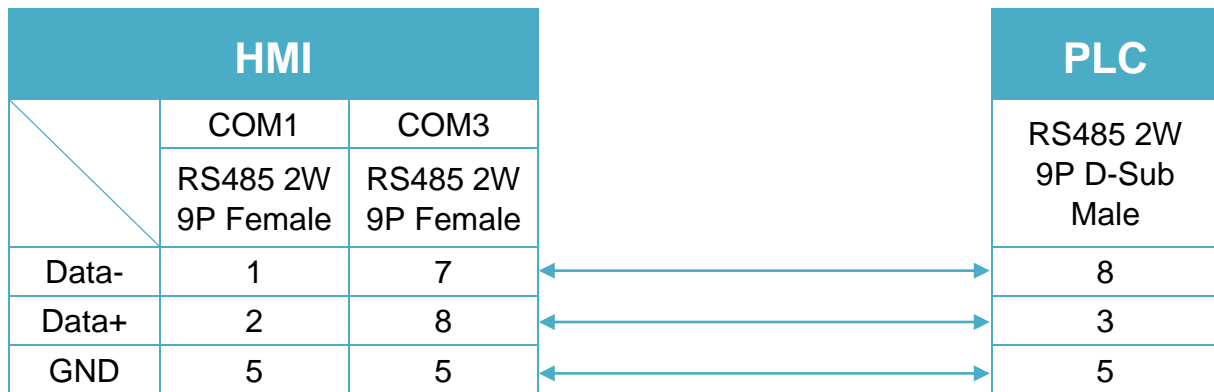 HMI PLC
COM1 COM3
RS485 2W 9P Female RS485 2W 9P Female RS485 2W 9P D-Sub Male
Data- 1 7 8
Data+ 2 8 3
GND 5 5 5